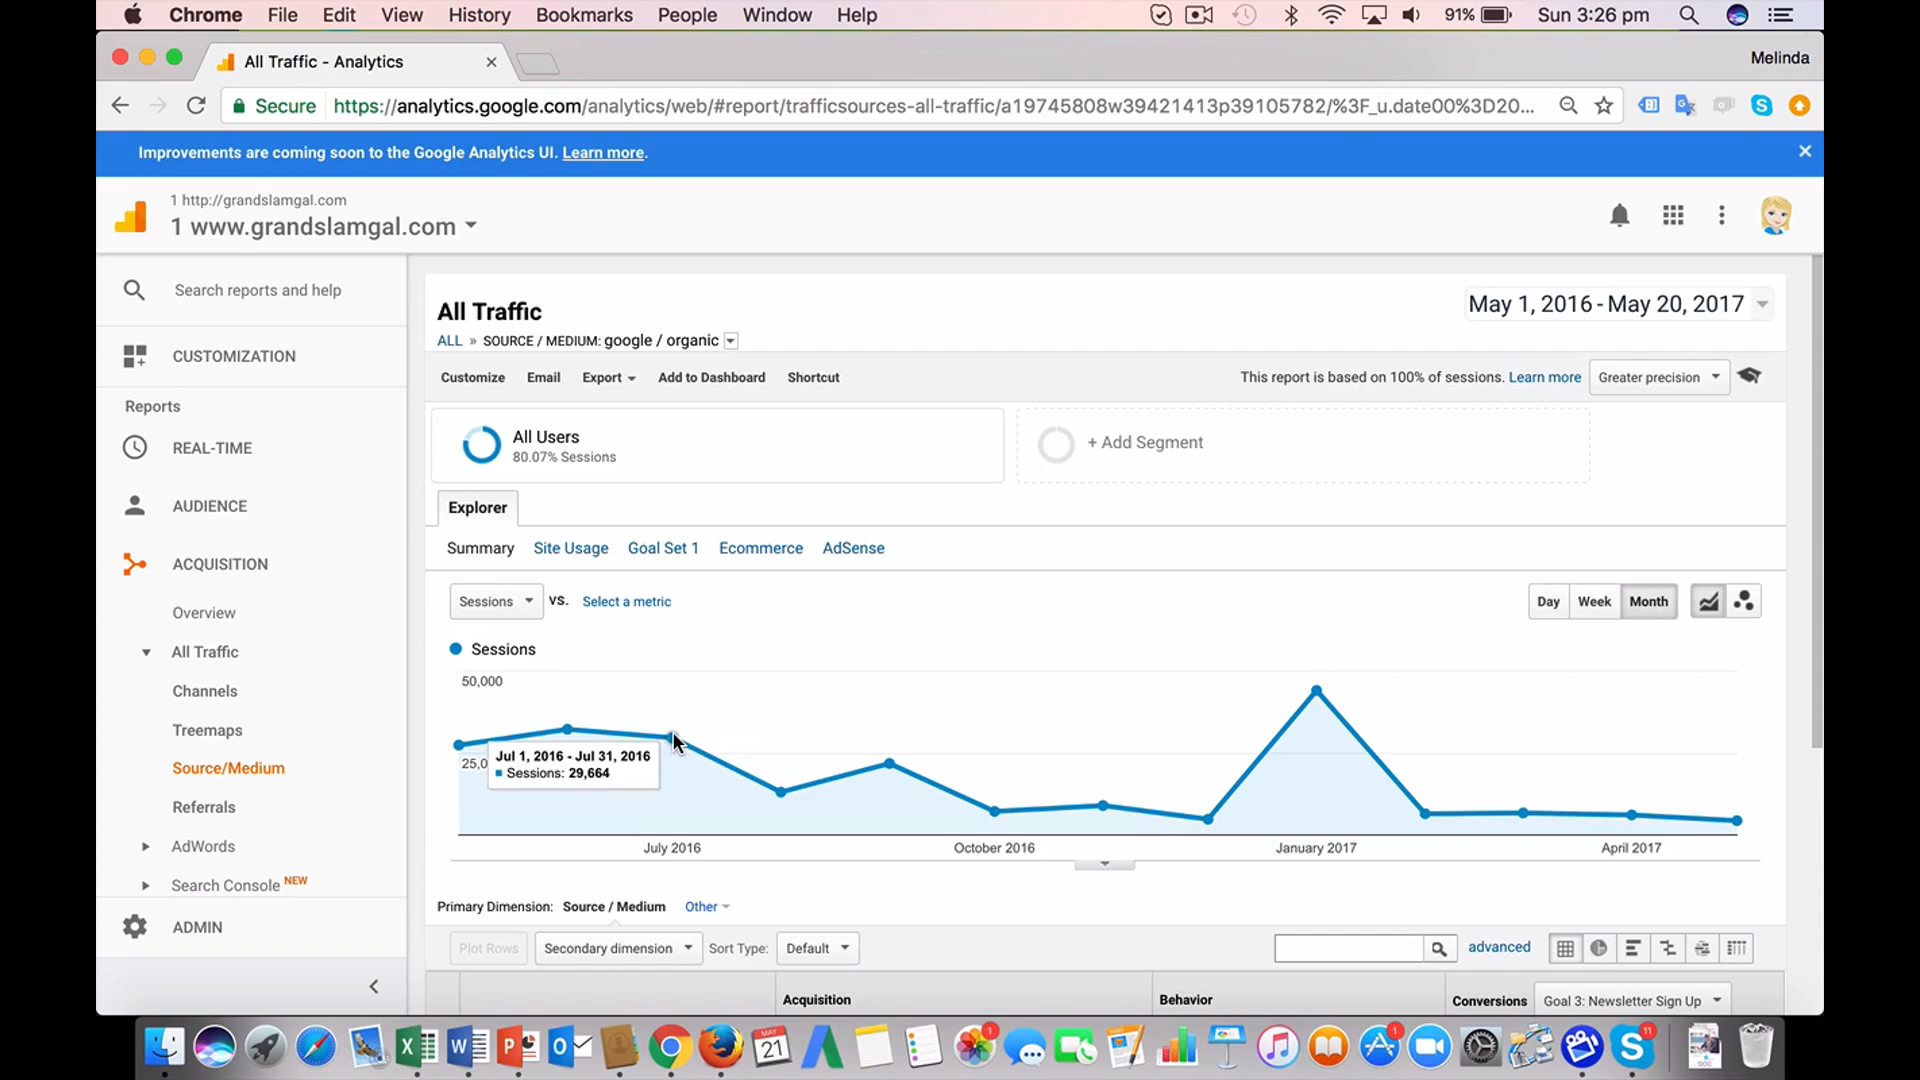 Chrome File Edit View History Bookmarks People Window Help 91% Sun 3:26 pm
All Traffic - Analytics Melinda
Secure https://analytics.google.com/analytics/web/#report/trafficsources-all-traffic/a19745808w39421413p39105782/%3F_u.date00%3D20...
Improvements are coming soon to the Google Analytics UI. Learn more.
1 http://grandslamgal.com
1 www.grandslamgal.com
Search reports and help
CUSTOMIZATION
Reports
REAL-TIME
AUDIENCE
ACQUISITION
Overview
All Traffic
Channels
Treemaps
Source/Medium
Referrals
AdWords
Search Console NEW
ADMIN
All Traffic
May 1, 2016 - May 20, 2017
ALL » SOURCE / MEDIUM: google / organic
Customize Email Export Add to Dashboard Shortcut
This report is based on 100% of sessions. Learn more Greater precision
All Users
80.07% Sessions
+ Add Segment
Explorer
Summary Site Usage Goal Set 1 Ecommerce AdSense
Sessions VS. Select a metric
Day Week Month
Sessions
50,000
25,0
Jul 1, 2016 - Jul 31, 2016
Sessions: 29,664
July 2016 October 2016 January 2017 April 2017
Primary Dimension: Source / Medium Other
Plot Rows Secondary dimension Sort Type: Default advanced
Acquisition Behavior Conversions Goal 3: Newsletter Sign Up
MAY
21
1
1
11
DOC